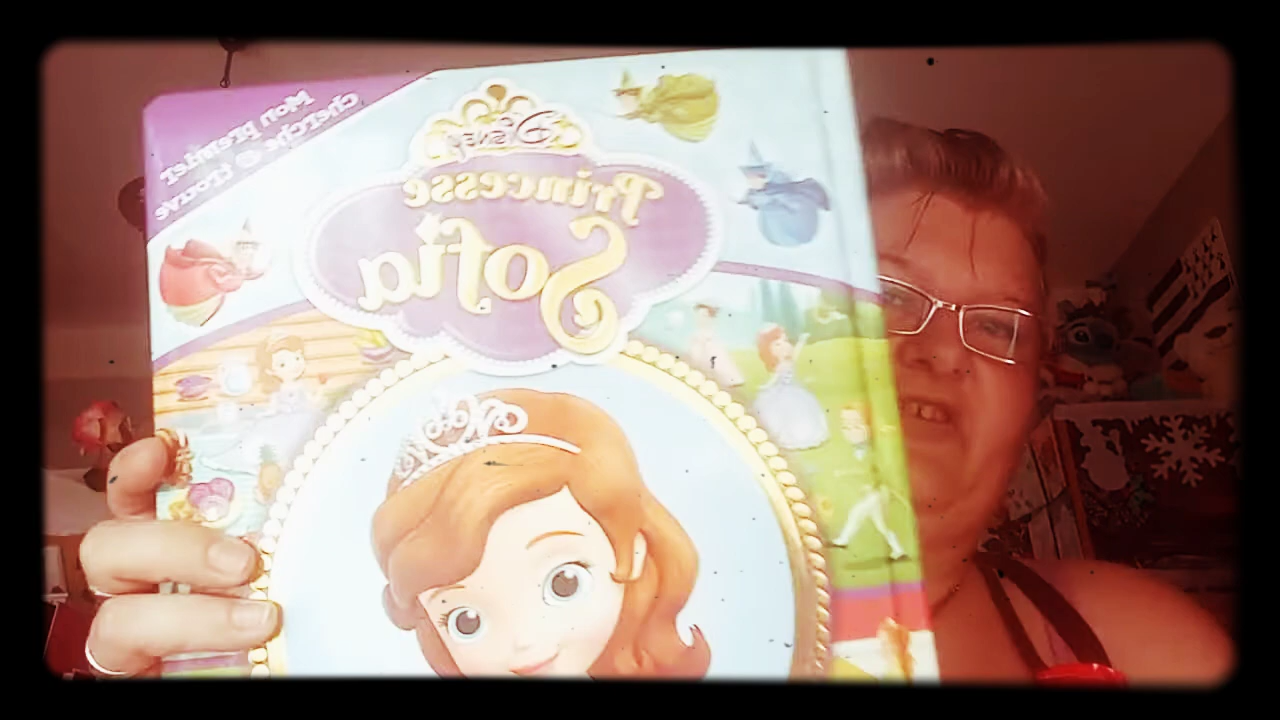 Mon premier
cherche & trouve
Disney
Princesse
Sofia